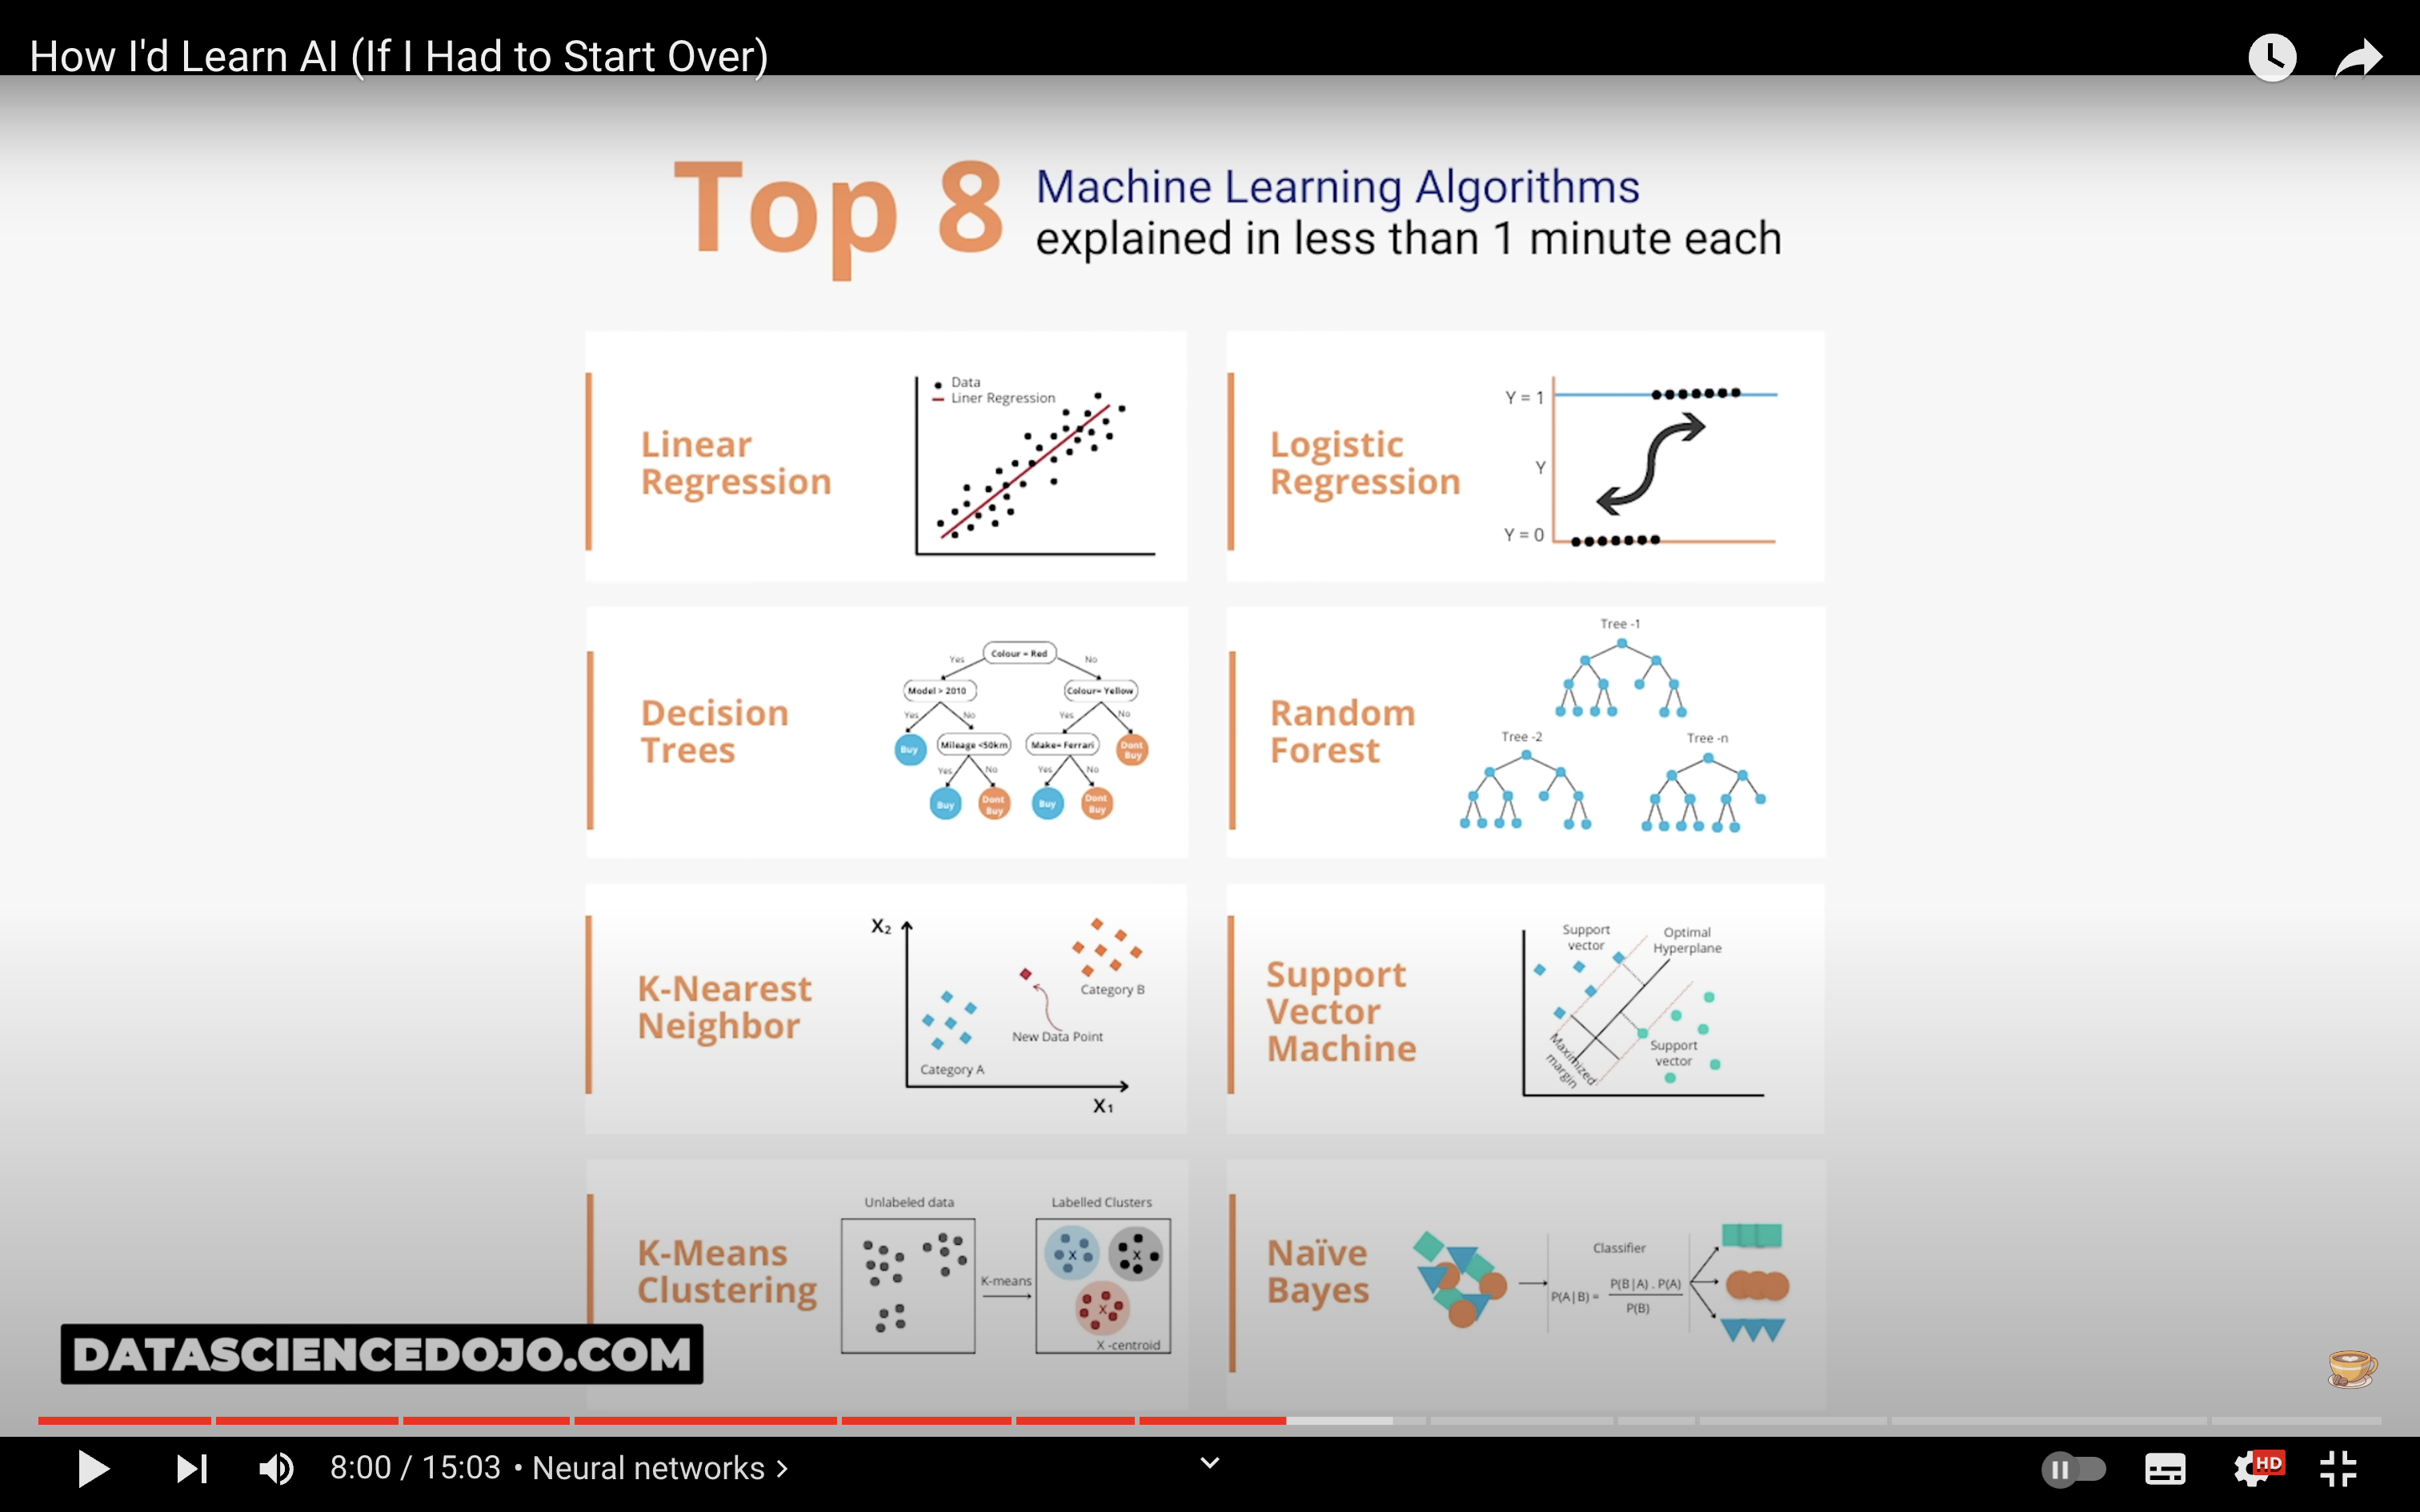 How I'd Learn AI (If I Had to Start Over)
Top 8
Machine Learning Algorithms
explained in less than 1 minute each
Linear
Regression
Data
Liner Regression
Logistic
Regression
Y = 1
Y
Y = 0
Decision
Trees
Colour = Red
Yes
No
Model > 2010
Colour= Yellow
Yes
No
Yes
No
Buy
Mileage <50km
Make= Ferrari
Dont
Buy
Yes
No
Yes
No
Buy
Dont
Buy
Buy
Dont
Buy
Random
Forest
Tree -1
Tree -2
Tree -n
K-Nearest
Neighbor
X₂
Category B
New Data Point
Category A
X₁
Support
Vector
Machine
Support
vector
Optimal
Hyperplane
Maximized
margin
Support
vector
K-Means
Clustering
Unlabeled data
Labelled Clusters
K-means
X
X
X
X -centroid
Naïve
Bayes
Classifier
P(A|B) =
P(B|A) . P(A)
P(B)
DATASCIENCEDOJO.COM
8:00 / 15:03 • Neural networks >
HD